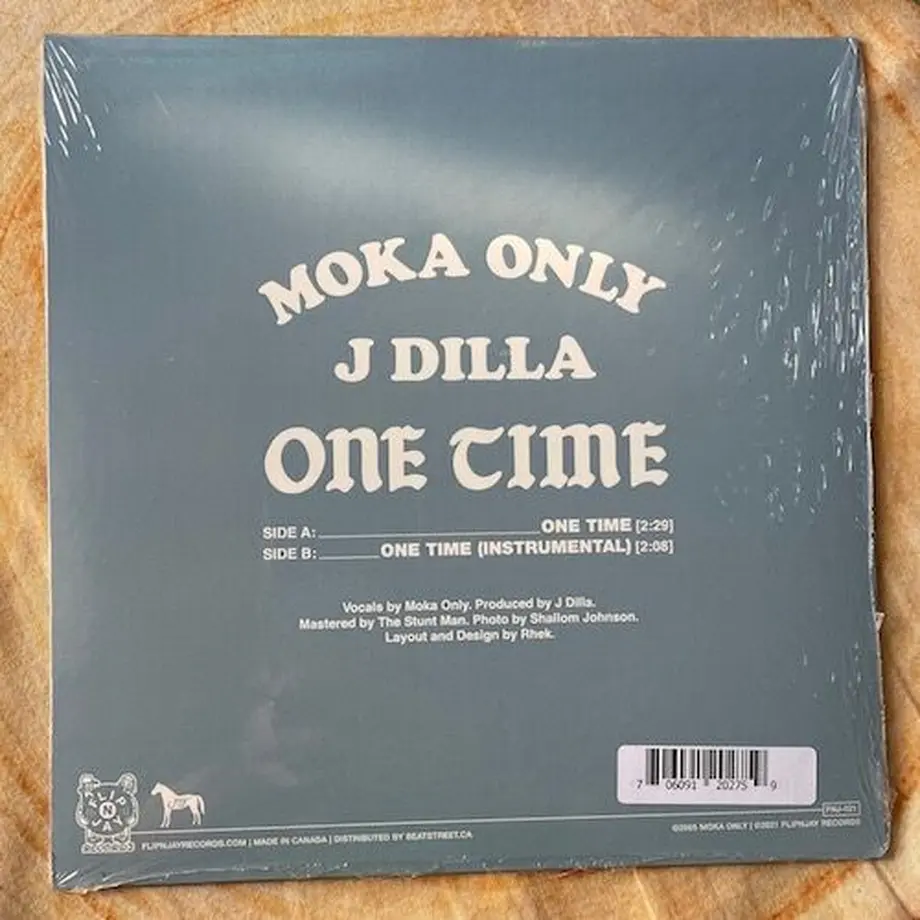 MOKA ONLY
J DILLA
ONE TIME
SIDE A: ONE TIME [2:29]
SIDE B: ONE TIME (INSTRUMENTAL) [2:08]
Vocals by Moka Only. Produced by J Dilla.
Mastered by The Stunt Man. Photo by Shallom Johnson.
Layout and Design by Rhek.
7 06091 20275 9
FLIP
N
JAY
RECORDS
FNJ-021
FLIPNJAYRECORDS.COM | MADE IN CANADA | DISTRIBUTED BY BEATSTREET.CA
©2005 MOKA ONLY | ©2021 FLIPNJAY RECORDS